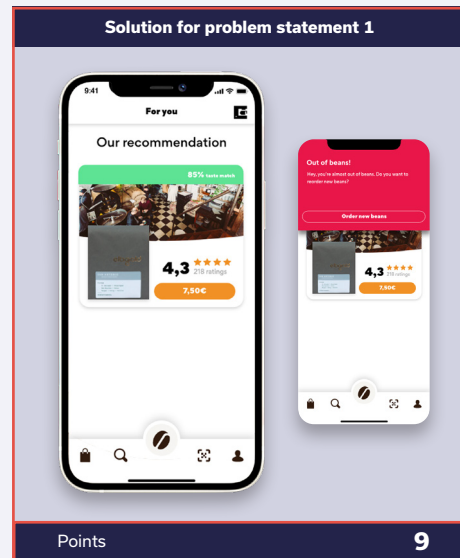 Solution for problem statement 1
9:41
For you
Our recommendation
85% taste match
4,3
218 ratings
7,50€
Out of beans!
Hey, you're almost out of beans. Do you want to
reorder new beans?
Order new beans
4,3
218 ratings
7,50€
Points
9